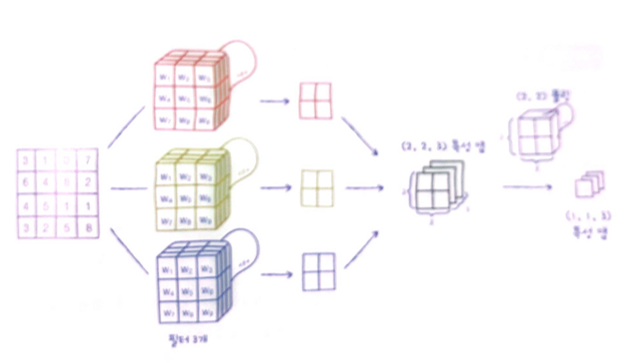 3 1 0 7
6 4 8 2
4 5 1 1
3 2 5 8
W₁ W₂ W₃
W₄ W₅ W₆
W₇ W₈ W₉
W₁ W₂ W₃
W₄ W₅ W₆
W₇ W₈ W₉
W₁ W₂ W₃
W₄ W₅ W₆
W₇ W₈ W₉
필터 3개
(2, 2, 3) 특성 맵
(2, 2) 풀링
(1, 1, 3)
특성 맵